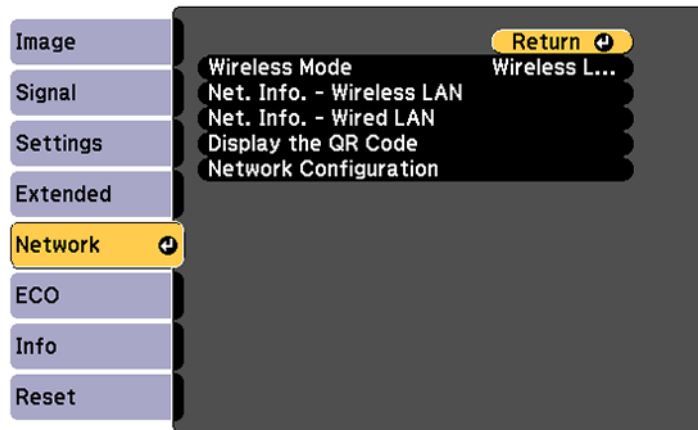 Image
Signal
Settings
Extended
Network
ECO
Info
Reset
Return
Wireless Mode Wireless L...
Net. Info. - Wireless LAN
Net. Info. - Wired LAN
Display the QR Code
Network Configuration